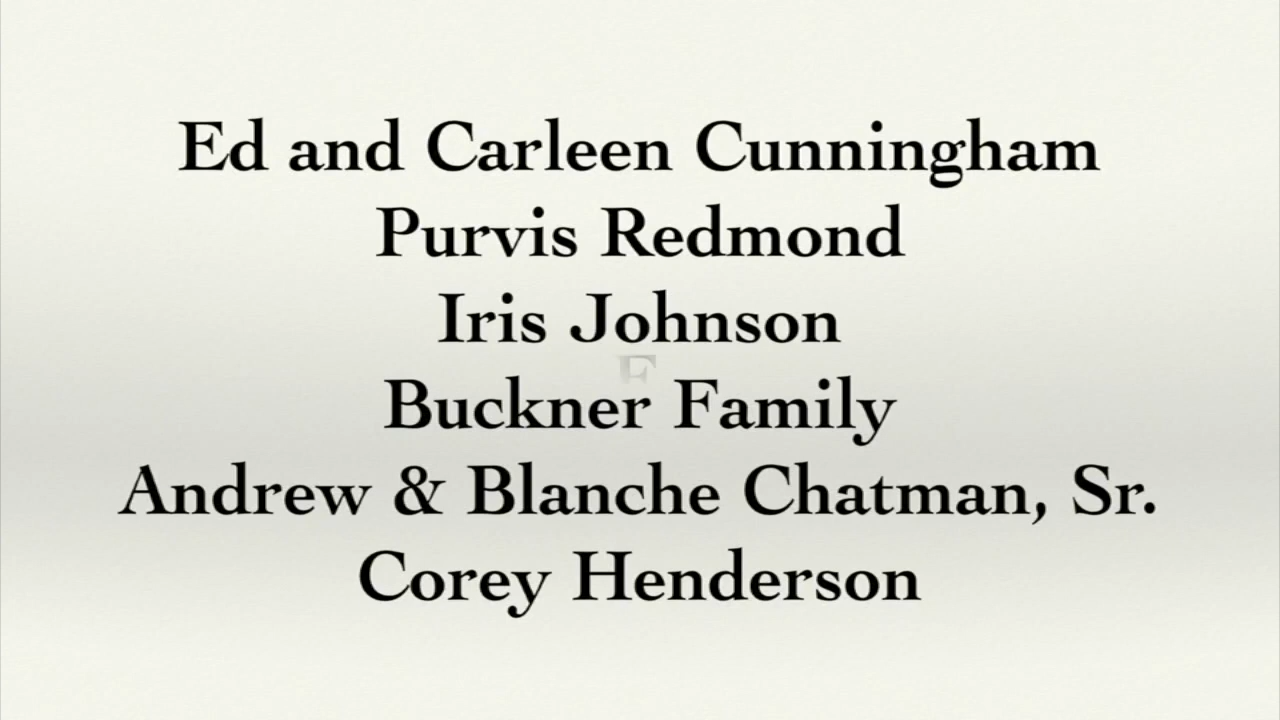 Ed and Carleen Cunningham
Purvis Redmond
Iris Johnson
Buckner Family
Andrew & Blanche Chatman, Sr.
Corey Henderson